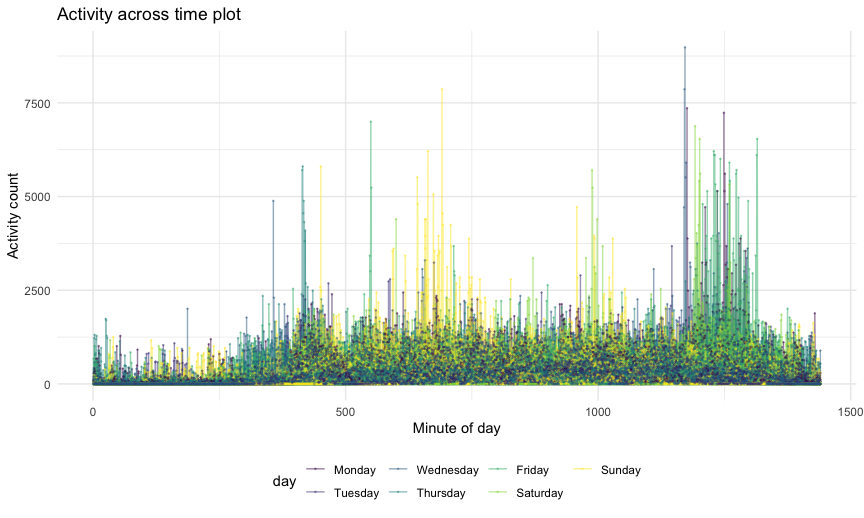 Activity across time plot
Activity count
7500
5000
2500
0
0 500 1000 1500
Minute of day
day
Monday Wednesday Friday Sunday
Tuesday Thursday Saturday